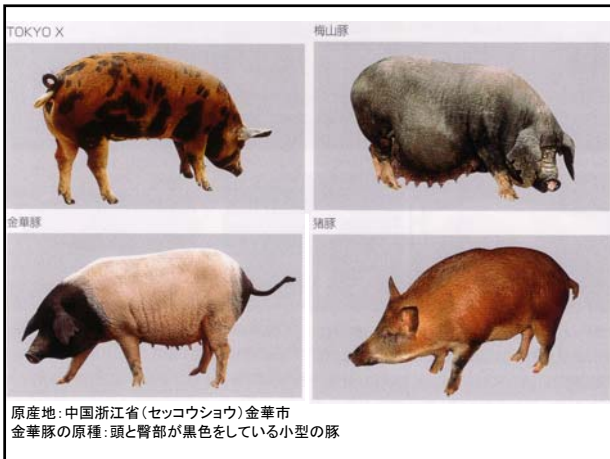 TOKYO X
梅山豚
金華豚
猪豚
原産地：中国浙江省（セッコウショウ）金華市
金華豚の原種：頭と臀部が黒色をしている小型の豚